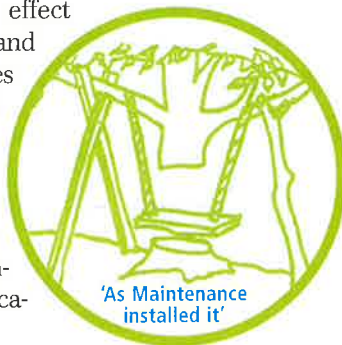 effect
and
es
n-
ca-
'As Maintenance
installed it'